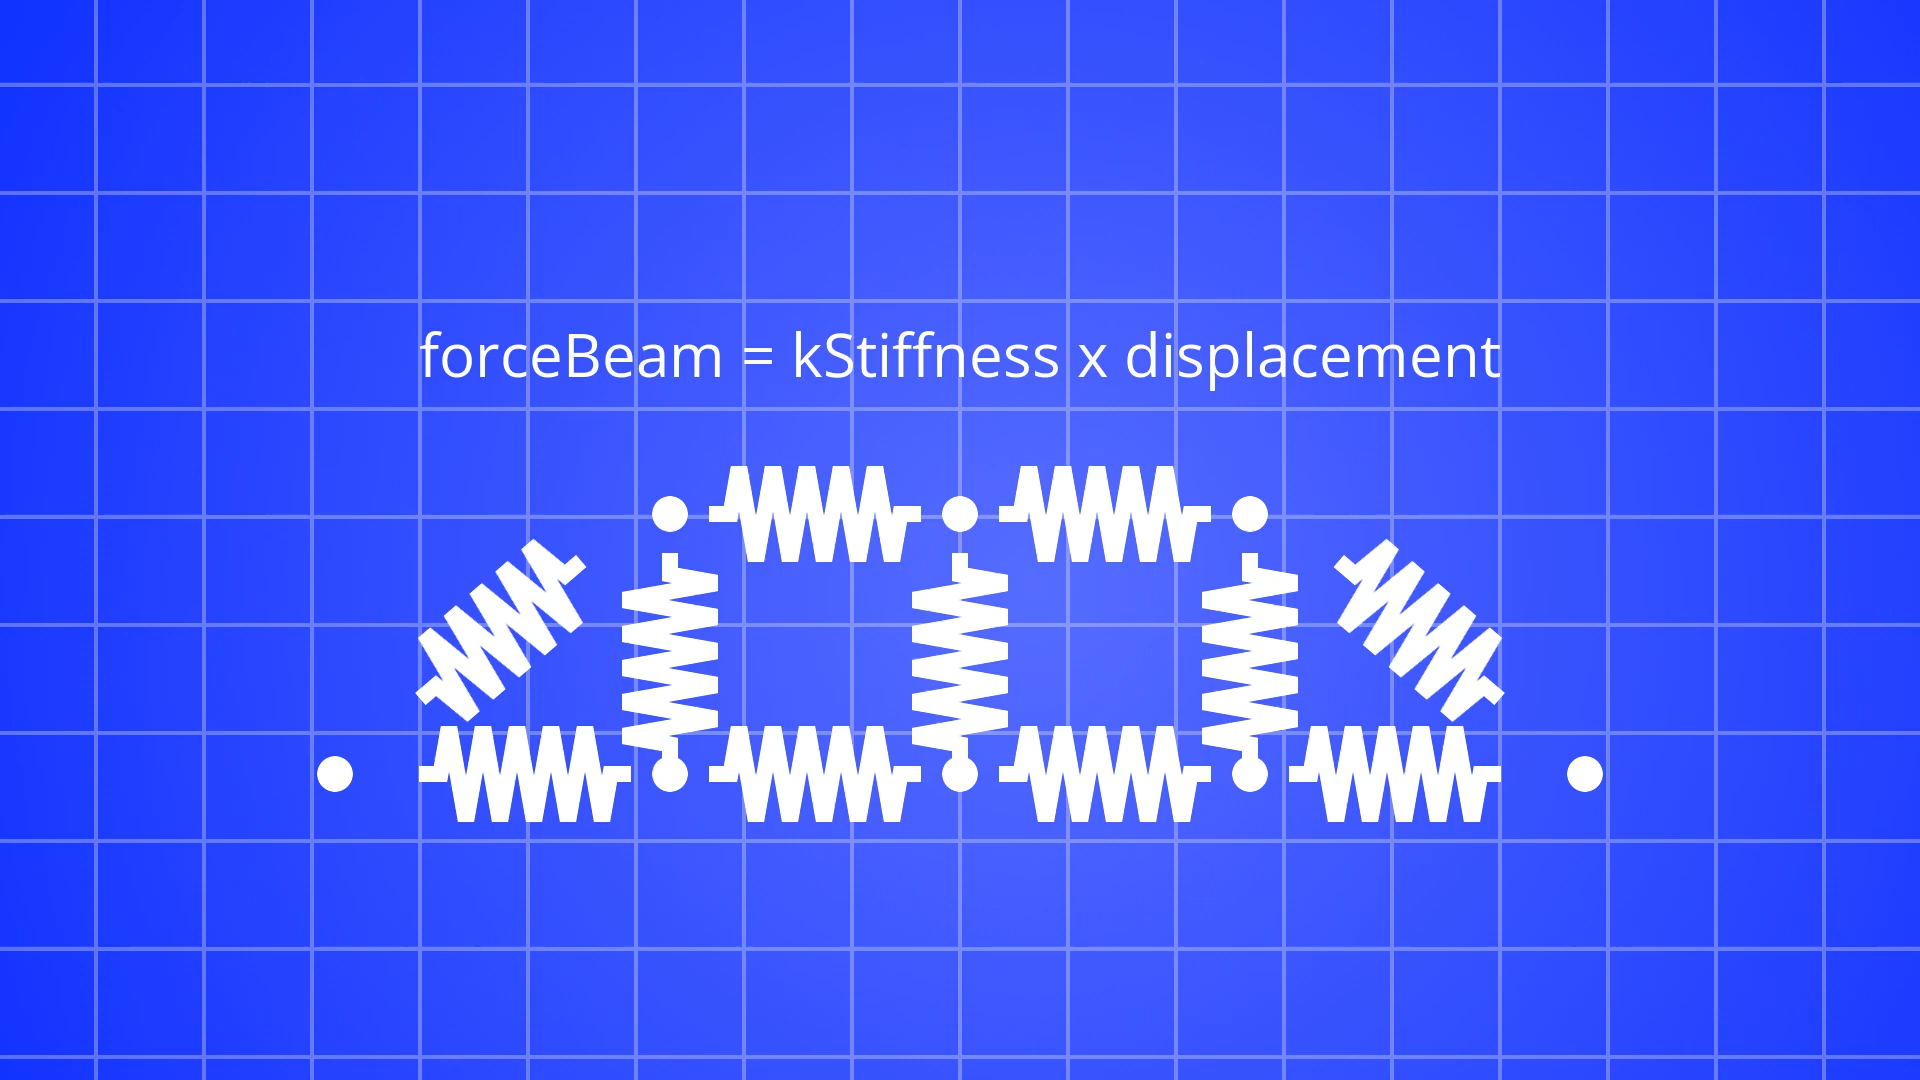 forceBeam = kStiffness x displacement